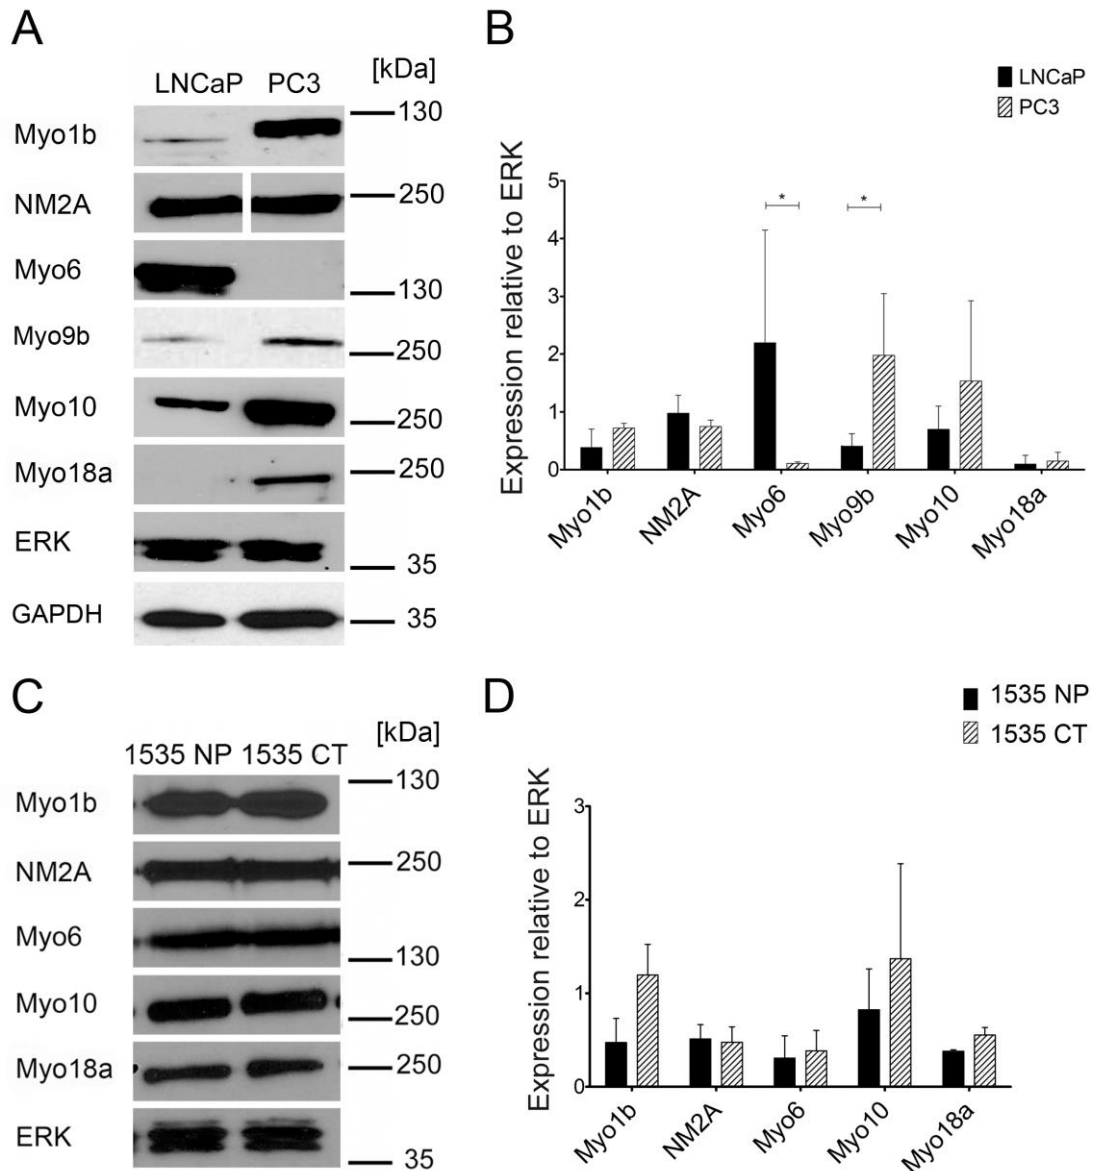 A
[kDa]
LNCaP PC3
Myo1b
130
NM2A
250
Myo6
130
Myo9b
250
Myo10
250
Myo18a
250
ERK
35
GAPDH
35
B
LNCaP
PC3
Expression relative to ERK
5
4
3
2
1
0
*
*
Myo1b
NM2A
Myo6
Myo9b
Myo10
Myo18a
C
[kDa]
1535 NP 1535 CT
Myo1b
130
NM2A
250
Myo6
130
Myo10
250
Myo18a
250
ERK
35
D
1535 NP
1535 CT
Expression relative to ERK
3
2
1
0
Myo1b
NM2A
Myo6
Myo10
Myo18a